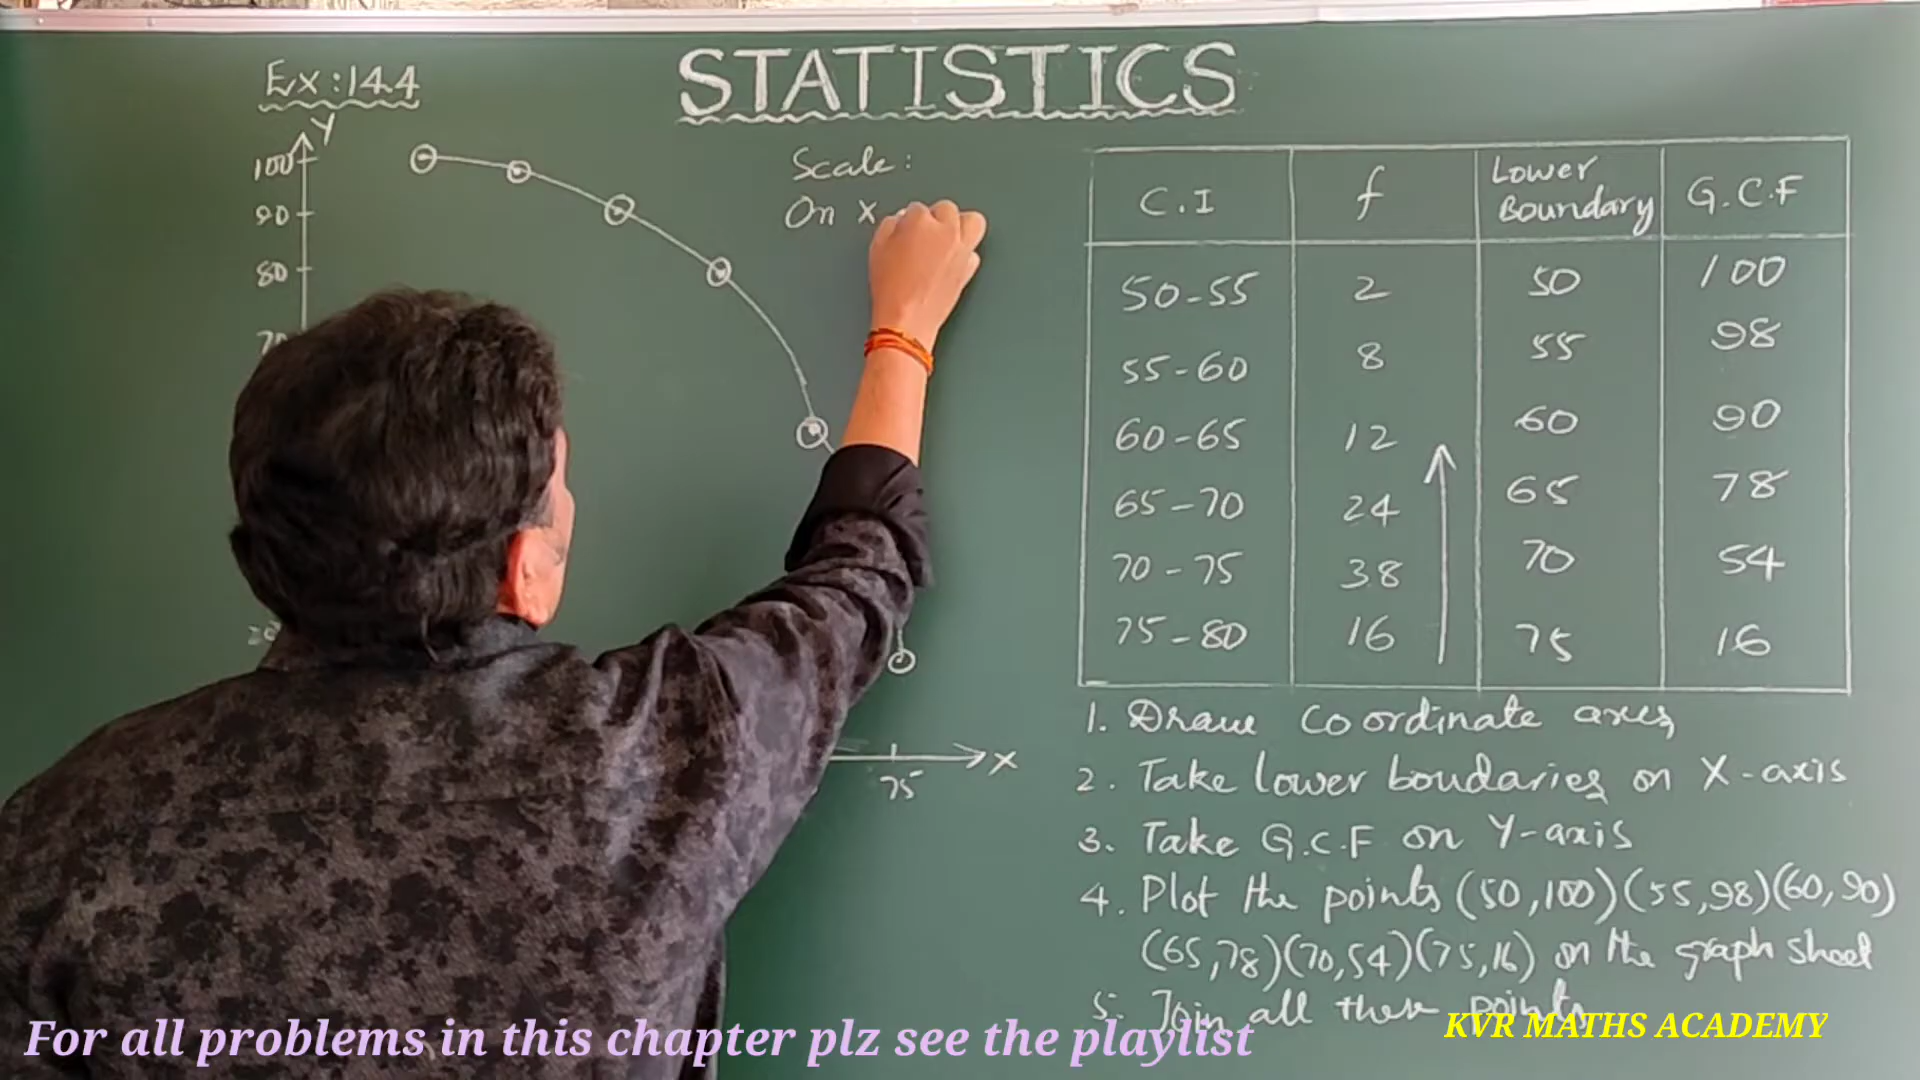 STATISTICS
Ex:14.4
Y
100
90
80
Scale:
On X
75
X
C.I f Lower Boundary G.C.F
50-55 2 50 100
55-60 8 55 98
60-65 12 60 90
65-70 24 65 78
70-75 38 70 54
75-80 16 75 16
1. Draw coordinate axes
2. Take lower boudaries on X-axis
3. Take G.C.F on Y-axis
4. Plot the points (50,100)(55,98)(60,90)
(65,78)(70,54)(75,16) on the graph sheet
5. Join all these points
For all problems in this chapter plz see the playlist
KVR MATHS ACADEMY